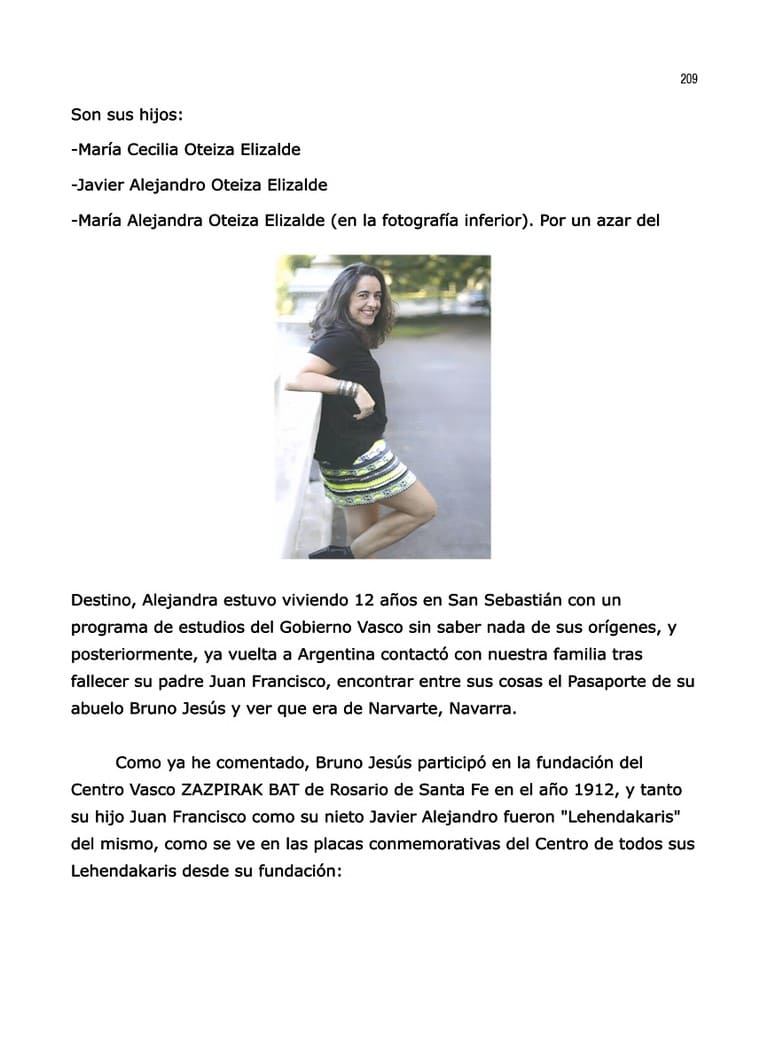 209
Son sus hijos:
-María Cecilia Oteiza Elizalde
-Javier Alejandro Oteiza Elizalde
-María Alejandra Oteiza Elizalde (en la fotografía inferior). Por un azar del
Destino, Alejandra estuvo viviendo 12 años en San Sebastián con un
programa de estudios del Gobierno Vasco sin saber nada de sus orígenes, y
posteriormente, ya vuelta a Argentina contactó con nuestra familia tras
fallecer su padre Juan Francisco, encontrar entre sus cosas el Pasaporte de su
abuelo Bruno Jesús y ver que era de Narvarte, Navarra.
Como ya he comentado, Bruno Jesús participó en la fundación del
Centro Vasco ZAZPIRAK BAT de Rosario de Santa Fe en el año 1912, y tanto
su hijo Juan Francisco como su nieto Javier Alejandro fueron "Lehendakaris"
del mismo, como se ve en las placas conmemorativas del Centro de todos sus
Lehendakaris desde su fundación: